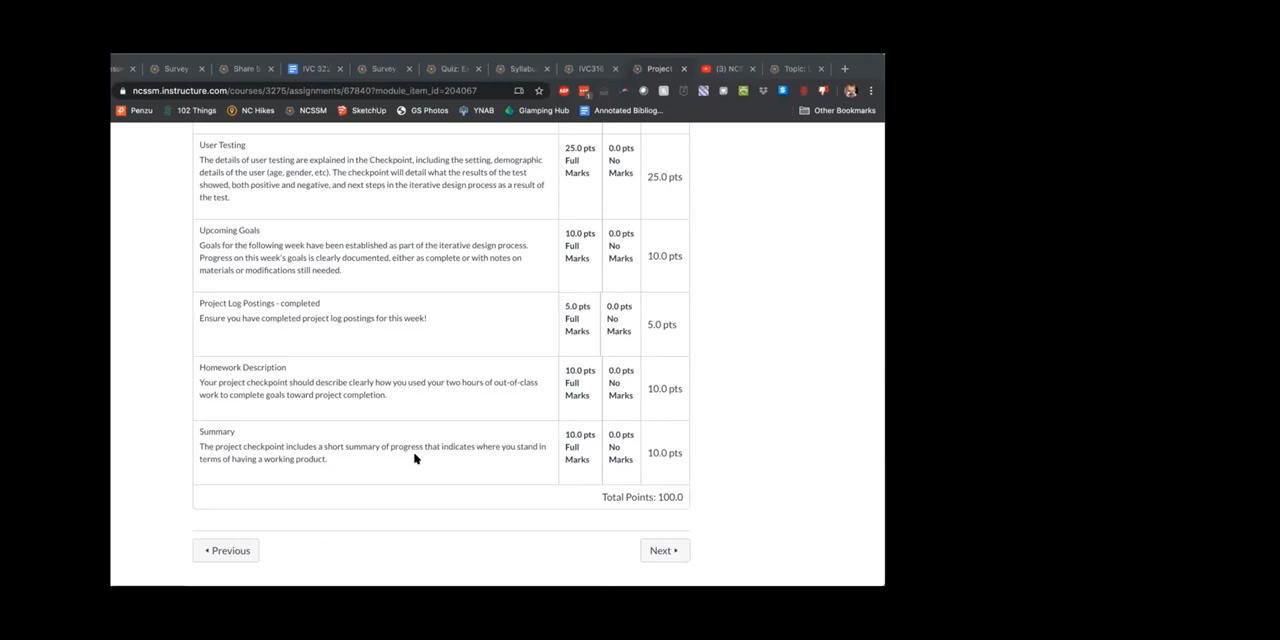 Survey
Share S
IVC 322
Survey
Quiz: E
Syllabu
IVC316
Project
(3) NCS
Topic:
ncssm.instructure.com/courses/3275/assignments/67840?module_item_id=204067
Penzu
102 Things
NC Hikes
NCSSM
SketchUp
GS Photos
YNAB
Glamping Hub
Annotated Bibliog...
Other Bookmarks
User Testing
The details of user testing are explained in the Checkpoint, including the setting, demographic
details of the user (age, gender, etc). The checkpoint will detail what the results of the test
showed, both positive and negative, and next steps in the iterative design process as a result of
the test.
25.0 pts
Full
Marks
0.0 pts
No
Marks
25.0 pts
Upcoming Goals
Goals for the following week have been established as part of the iterative design process.
Progress on this week's goals is clearly documented, either as complete or with notes on
materials or modifications still needed.
10.0 pts
Full
Marks
0.0 pts
No
Marks
10.0 pts
Project Log Postings - completed
Ensure you have completed project log postings for this week!
5.0 pts
Full
Marks
0.0 pts
No
Marks
5.0 pts
Homework Description
Your project checkpoint should describe clearly how you used your two hours of out-of-class
work to complete goals toward project completion.
10.0 pts
Full
Marks
0.0 pts
No
Marks
10.0 pts
Summary
The project checkpoint includes a short summary of progress that indicates where you stand in
terms of having a working product.
10.0 pts
Full
Marks
0.0 pts
No
Marks
10.0 pts
Total Points: 100.0
Previous
Next